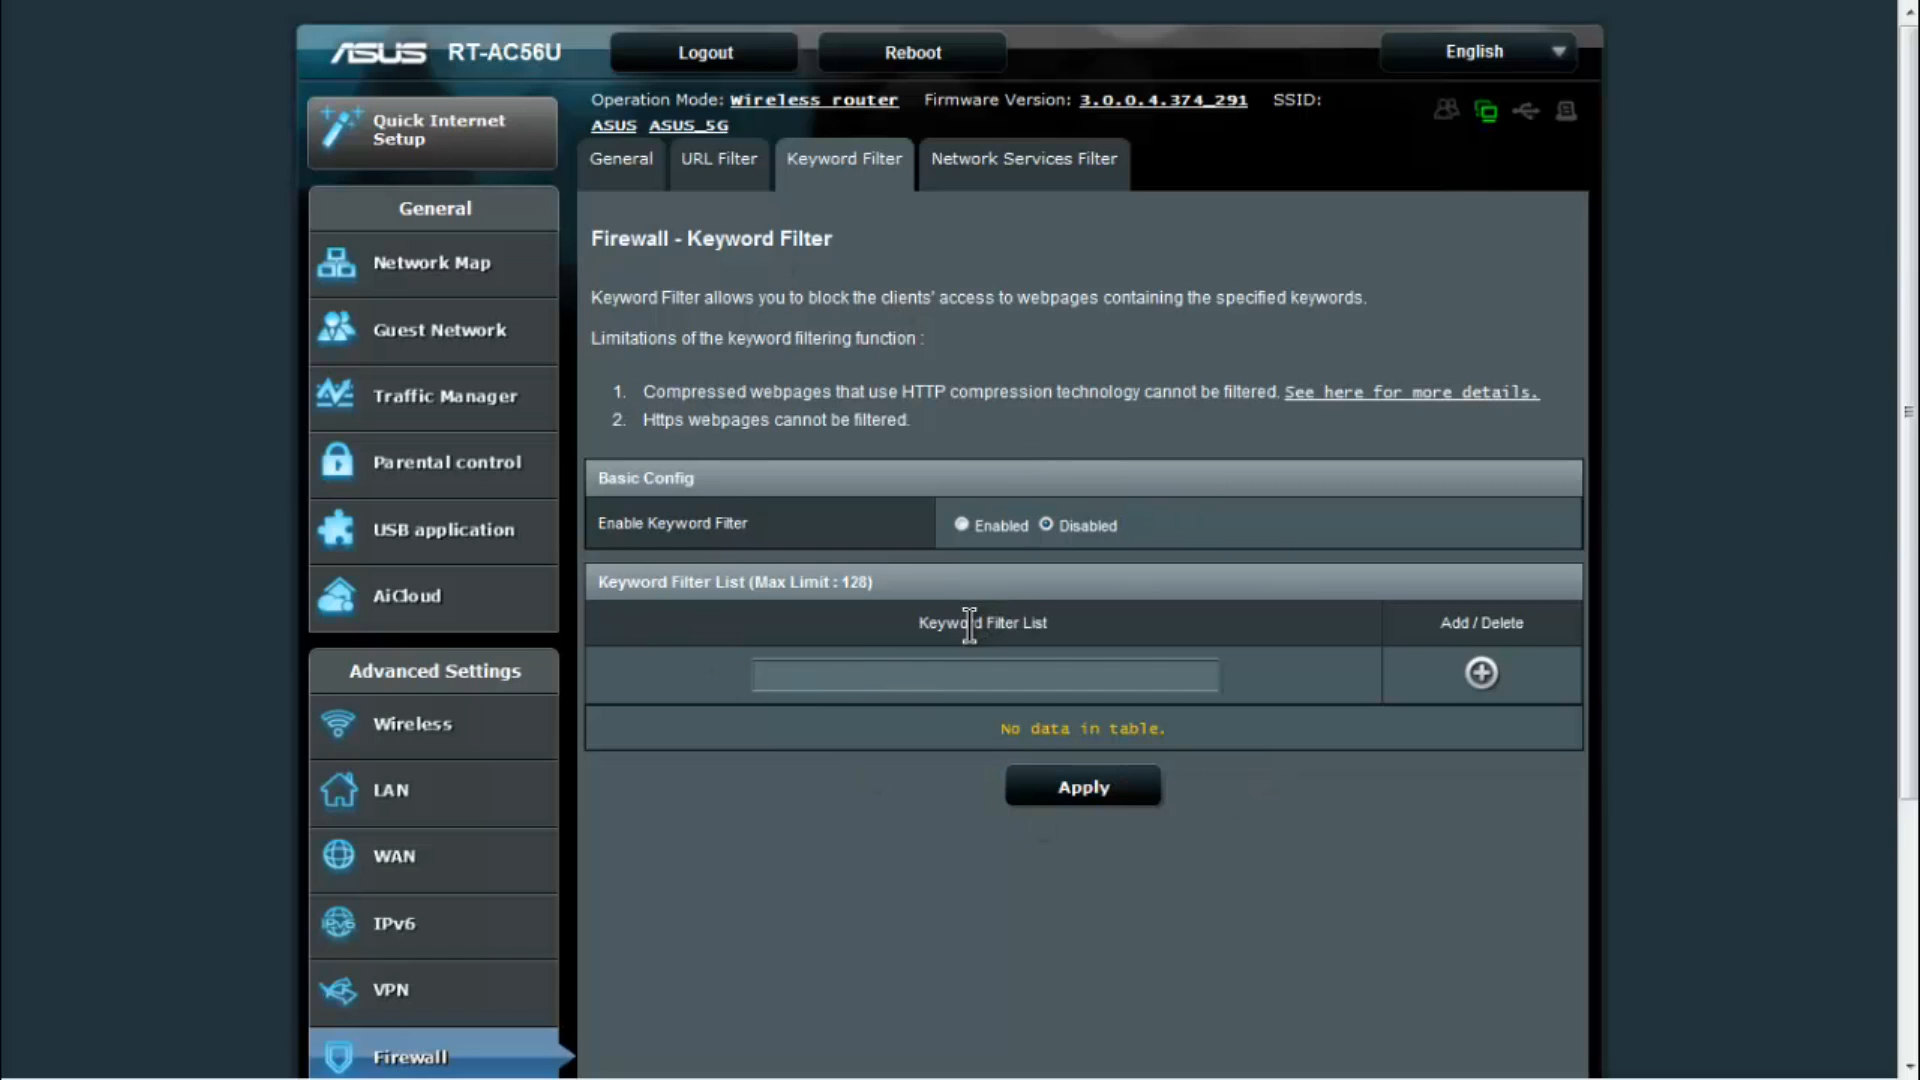 ASUS RT-AC56U Logout Reboot English
Operation Mode: Wireless router Firmware Version: 3.0.0.4.374_291 SSID:
ASUS ASUS_5G
Quick Internet
Setup
General
Network Map
Guest Network
Traffic Manager
Parental control
USB application
AiCloud
Advanced Settings
Wireless
LAN
WAN
IPv6
VPN
Firewall
General URL Filter Keyword Filter Network Services Filter
Firewall - Keyword Filter
Keyword Filter allows you to block the clients' access to webpages containing the specified keywords.
Limitations of the keyword filtering function :
1. Compressed webpages that use HTTP compression technology cannot be filtered. See here for more details.
2. Https webpages cannot be filtered.
Basic Config
Enable Keyword Filter Enabled Disabled
Keyword Filter List (Max Limit : 128)
Keyword Filter List Add / Delete
No data in table.
Apply